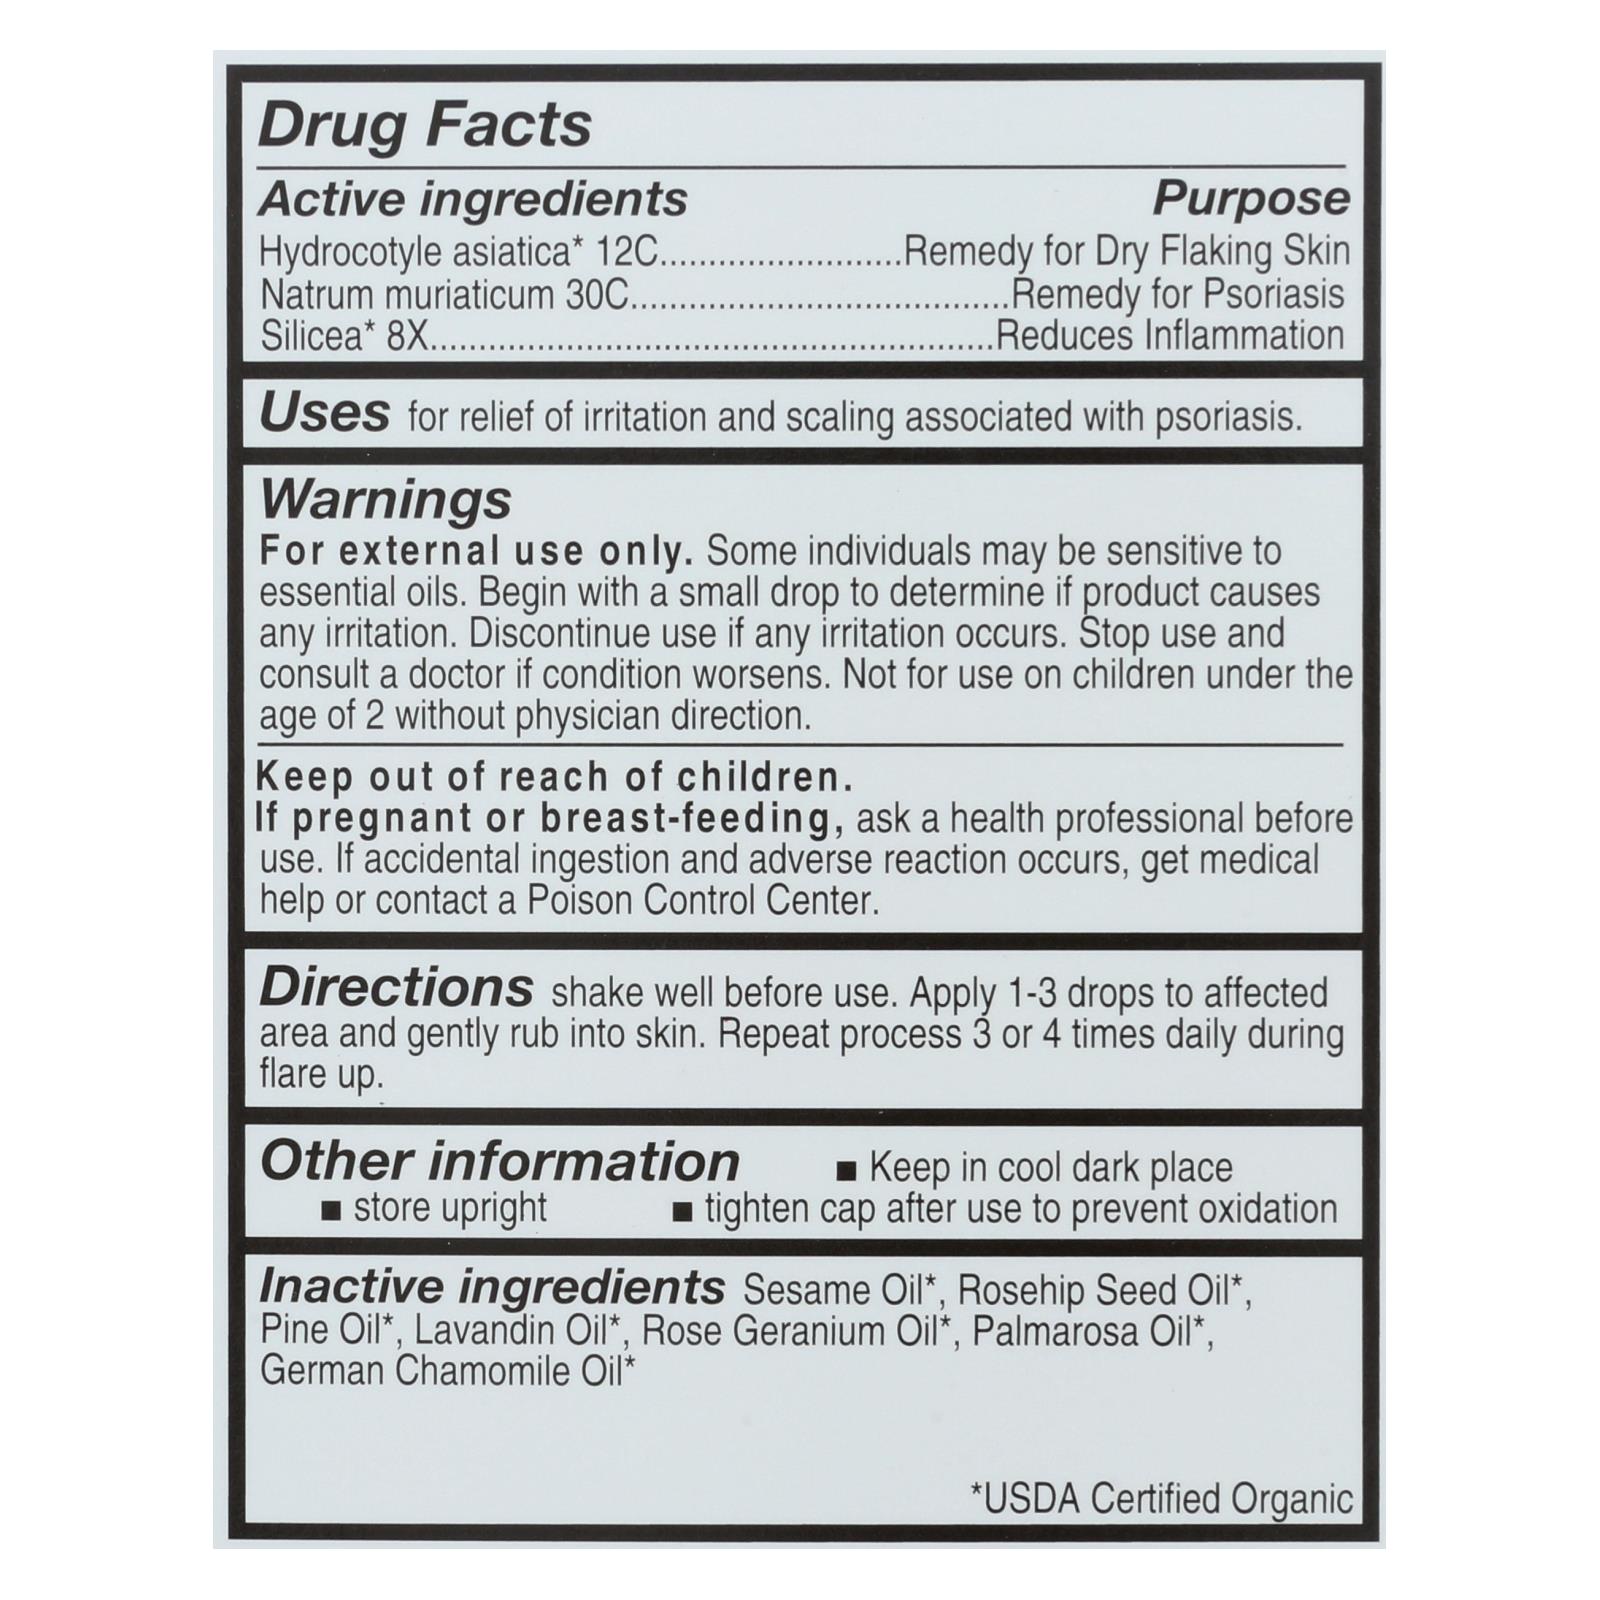 Drug Facts
Active ingredients Purpose
Hydrocotyle asiatica* 12C.........................Remedy for Dry Flaking Skin
Natrum muriaticum 30C.......................................Remedy for Psoriasis
Silicea* 8X..........................................................Reduces Inflammation
Uses for relief of irritation and scaling associated with psoriasis.
Warnings
For external use only. Some individuals may be sensitive to
essential oils. Begin with a small drop to determine if product causes
any irritation. Discontinue use if any irritation occurs. Stop use and
consult a doctor if condition worsens. Not for use on children under the
age of 2 without physician direction.
Keep out of reach of children.
If pregnant or breast-feeding, ask a health professional before
use. If accidental ingestion and adverse reaction occurs, get medical
help or contact a Poison Control Center.
Directions shake well before use. Apply 1-3 drops to affected
area and gently rub into skin. Repeat process 3 or 4 times daily during
flare up.
Other information ■ Keep in cool dark place
■ store upright ■ tighten cap after use to prevent oxidation
Inactive ingredients Sesame Oil*, Rosehip Seed Oil*,
Pine Oil*, Lavandin Oil*, Rose Geranium Oil*, Palmarosa Oil*,
German Chamomile Oil*
*USDA Certified Organic